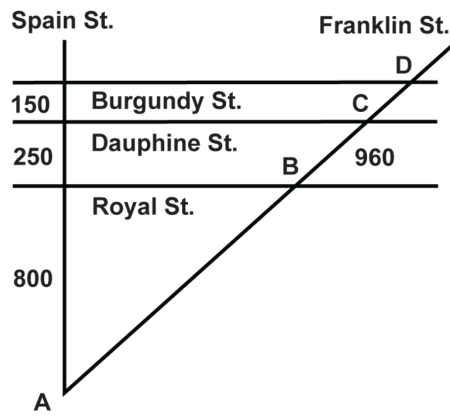 Spain St.
Franklin St.
D
150
Burgundy St.
C
250
Dauphine St.
B
960
Royal St.
800
A